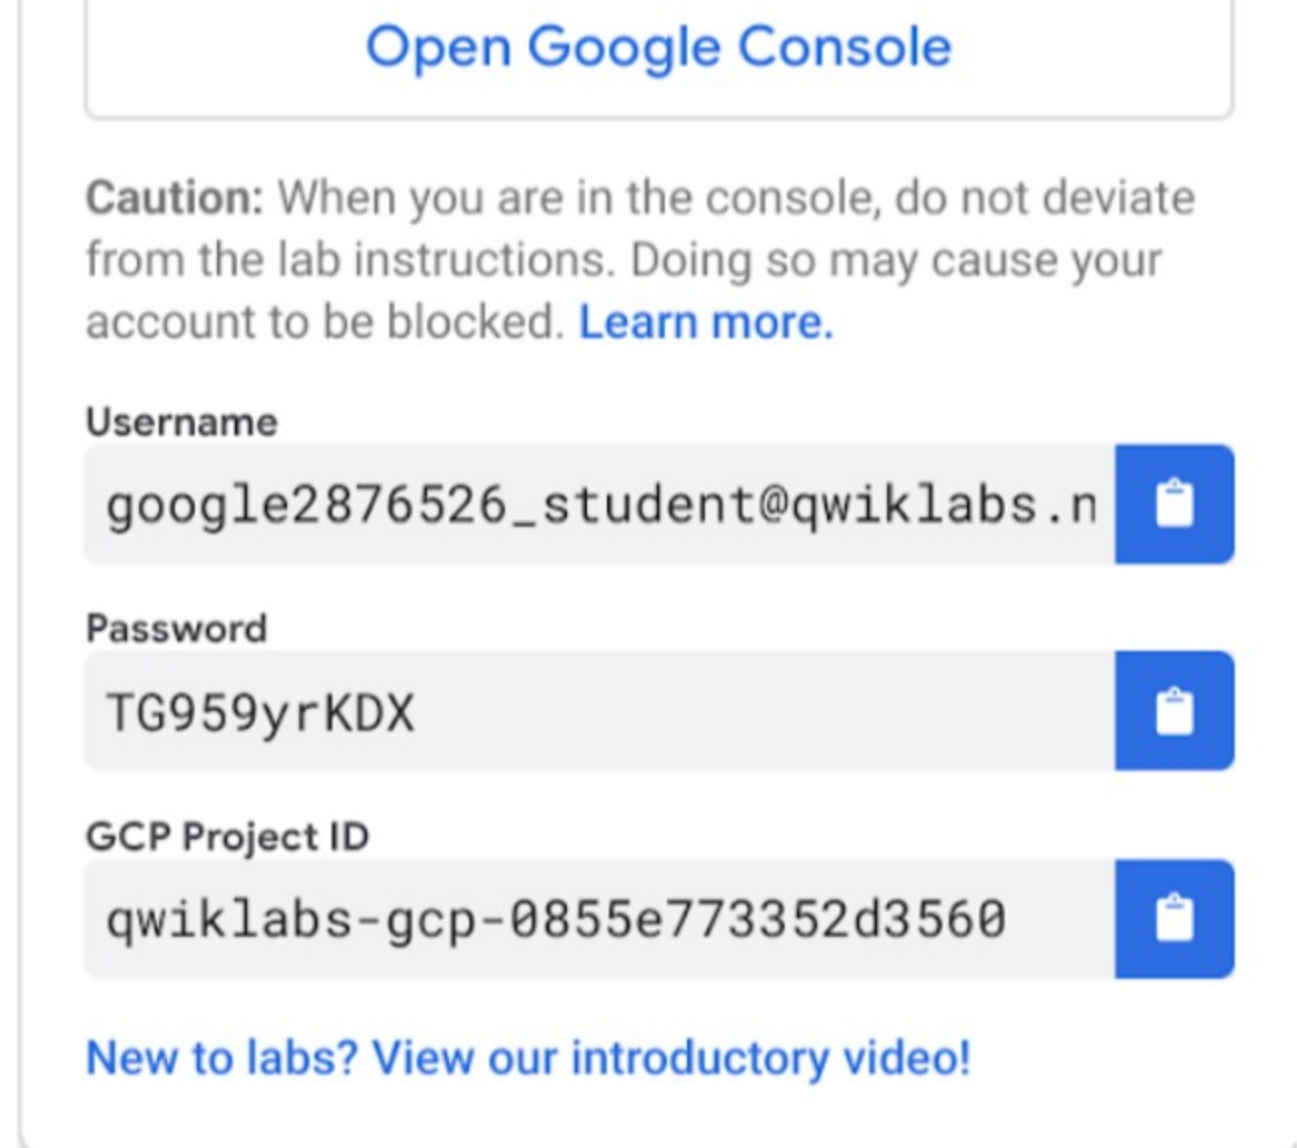 Open Google Console
Caution: When you are in the console, do not deviate
from the lab instructions. Doing so may cause your
account to be blocked. Learn more.
Username
google2876526_student@qwiklabs.n
Password
TG959yrKDX
GCP Project ID
qwiklabs-gcp-0855e773352d3560
New to labs? View our introductory video!